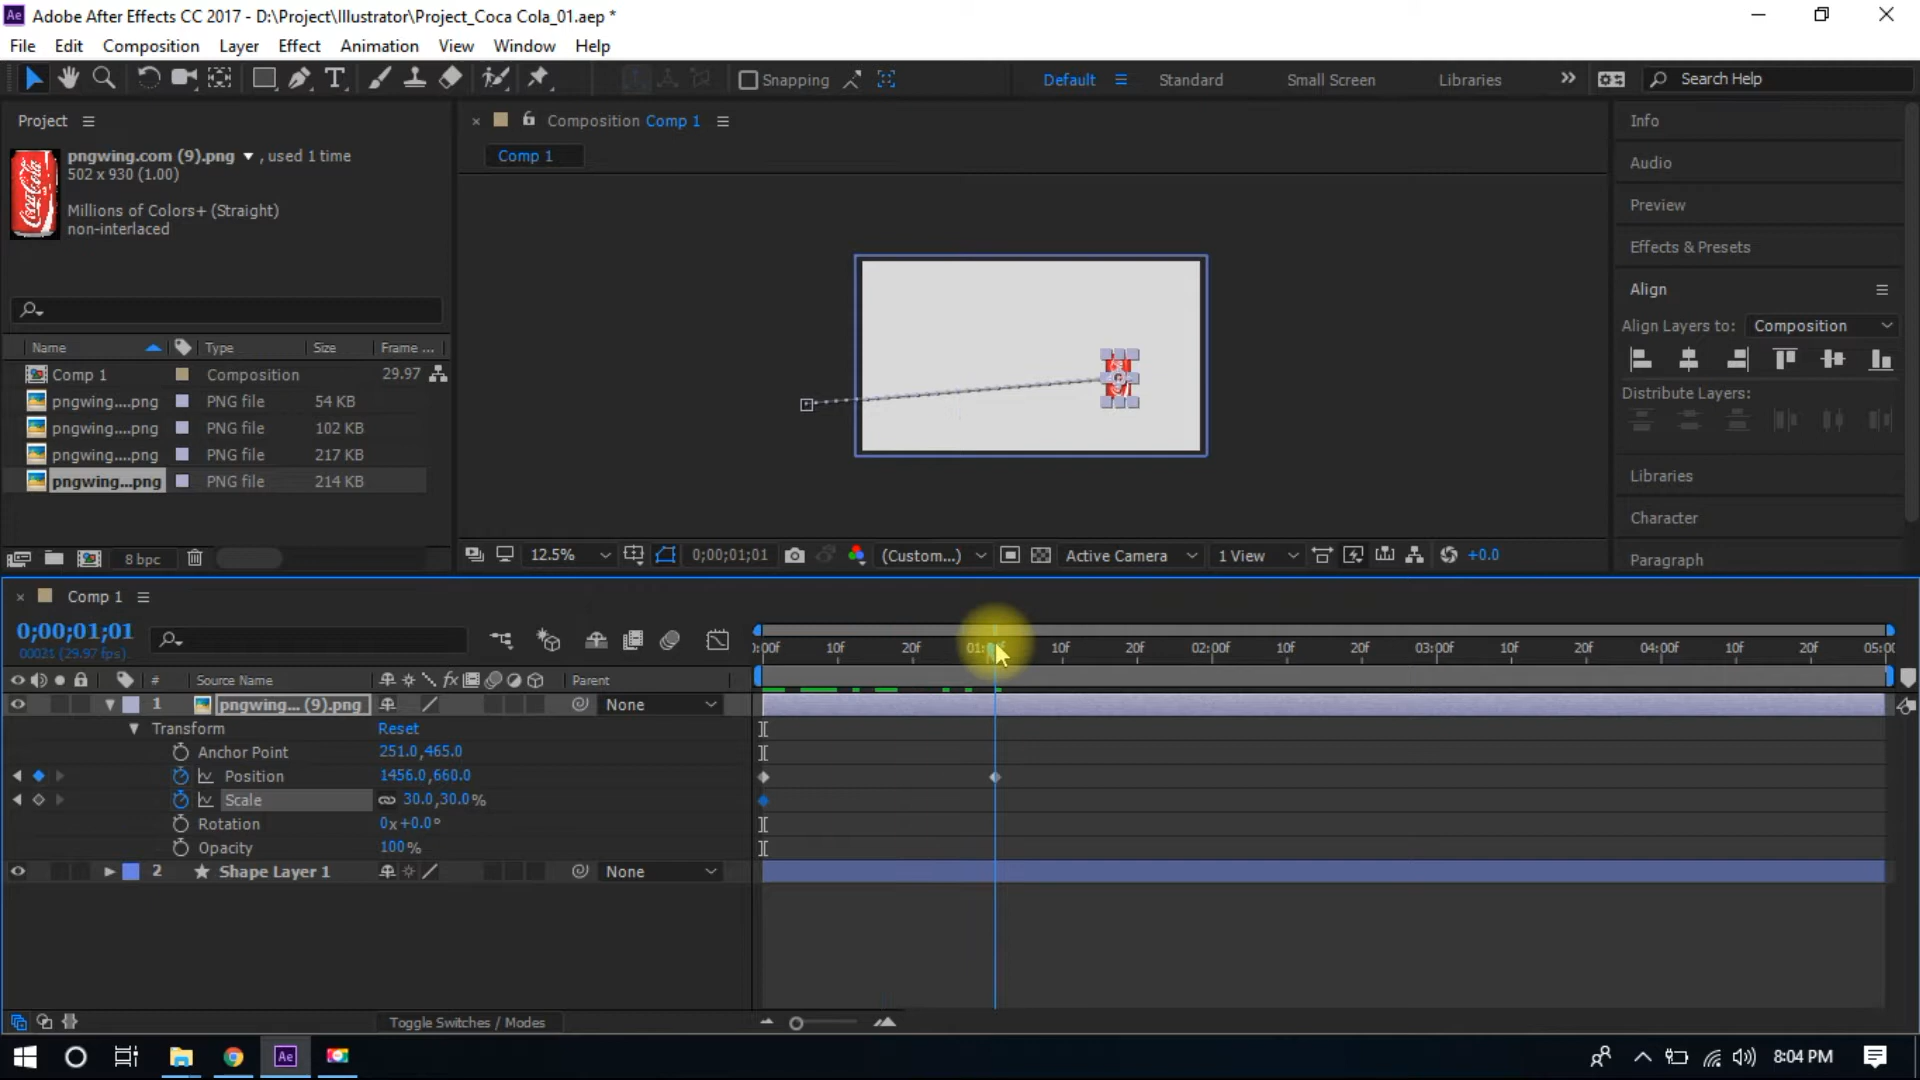 Adobe After Effects CC 2017 - D:\Project\Illustrator\Project_Coca Cola_01.aep *
File Edit Composition Layer Effect Animation View Window Help
Snapping Default Standard Small Screen Libraries Search Help
Project
pngwing.com (9).png , used 1 time
502 x 930 (1.00)
Millions of Colors+ (Straight)
non-interlaced
Coca-Cola
Name Type Size Frame ...
Comp 1 Composition 29.97
pngwing....png PNG file 54 KB
pngwing....png PNG file 102 KB
pngwing....png PNG file 217 KB
pngwing...png PNG file 214 KB
8 bpc
Composition Comp 1
Comp 1
12.5% 0;00;01;01 (Custom...) Active Camera 1 View +0.0
Info
Audio
Preview
Effects & Presets
Align
Align Layers to: Composition
Distribute Layers:
Libraries
Character
Paragraph
Comp 1
0;00;01;01
00031 (29.97 fps)
# Source Name fx Parent
):00f 10f 20f 10f 20f 02:00f 10f 20f 03:00f 10f 20f 04:00f 10f 20f 05:00
1 pngwing... (9).png None
Transform Reset
Anchor Point 251.0,465.0
Position 1456.0,660.0
Scale 30.0,30.0%
Rotation 0x+0.0°
Opacity 100%
2 Shape Layer 1 None
Toggle Switches / Modes
Ae 8:04 PM